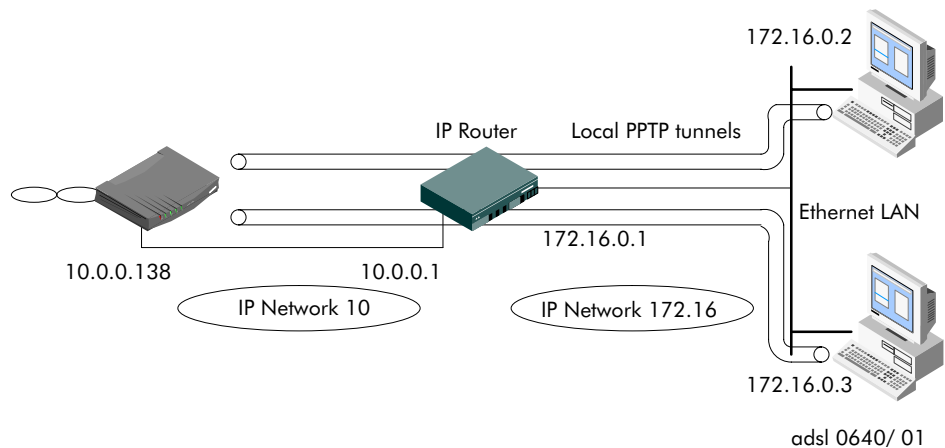 172.16.0.2
IP Router
Local PPTP tunnels
Ethernet LAN
172.16.0.1
10.0.0.138
10.0.0.1
IP Network 10
IP Network 172.16
172.16.0.3
adsl 0640/ 01